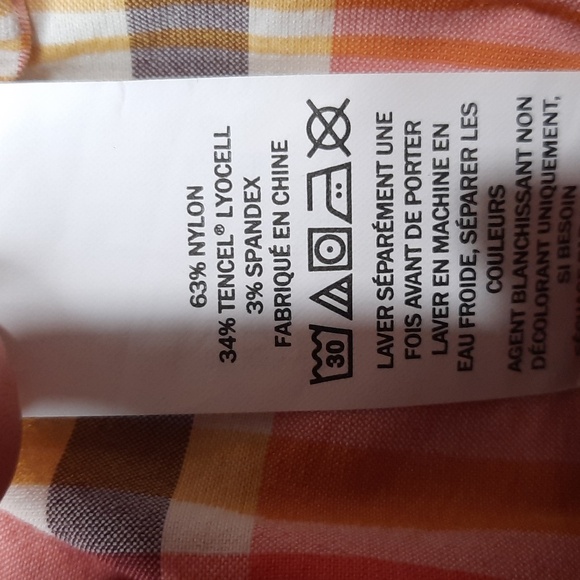 63% NYLON
34% TENCEL® LYOCELL
3% SPANDEX
FABRIQUÉ EN CHINE
30
LAVER SÉPARÉMENT UNE
FOIS AVANT DE PORTER
LAVER EN MACHINE EN
EAU FROIDE, SÉPARER LES
COULEURS
AGENT BLANCHISSANT NON
DÉCOLORANT UNIQUEMENT,
SI BESOIN